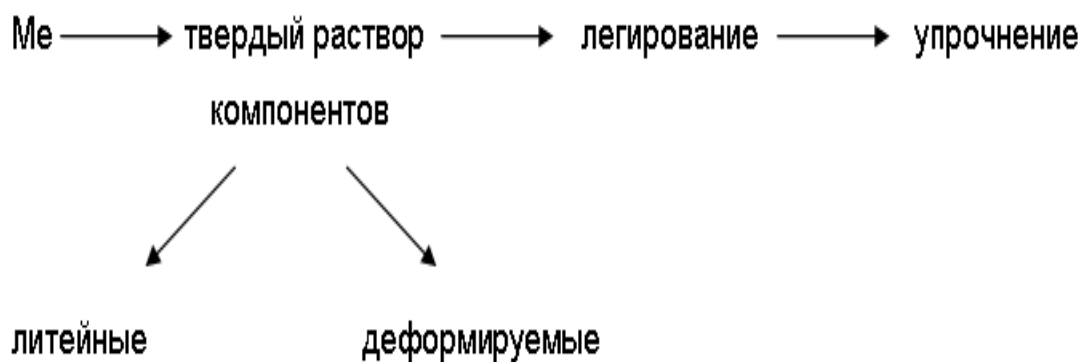 Ме твердый раствор легирование упрочнение
компонентов
литейные деформируемые